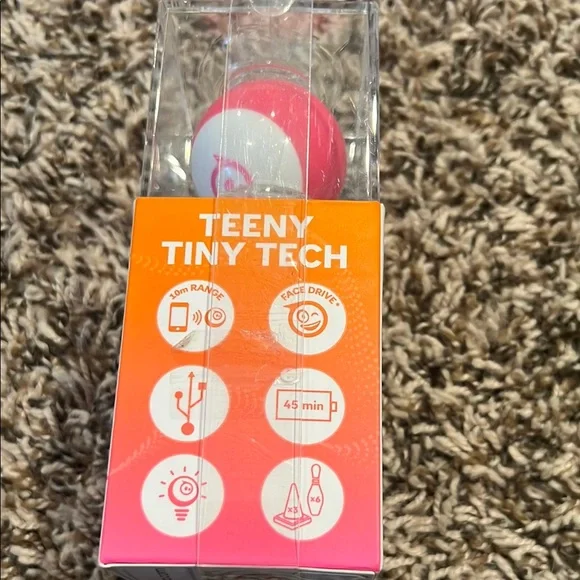 TEENY
TINY TECH
10m RANGE
FACE DRIVE*
45 min
x3
x6